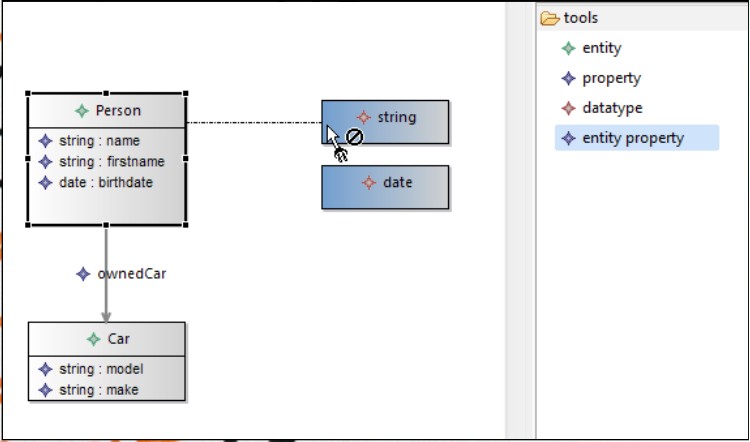 tools
entity
property
datatype
entity property
Person
string : name
string : firstname
date : birthdate
string
date
ownedCar
Car
string : model
string : make